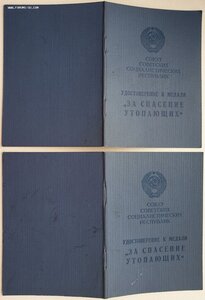 СОЮЗ
СОВЕТСКИХ
СОЦИАЛИСТИЧЕСКИХ
РЕСПУБЛИК
УДОСТОВЕРЕНИЕ К МЕДАЛИ
„ЗА СПАСЕНИЕ
УТОПАЮЩИХ“
СОЮЗ
СОВЕТСКИХ
СОЦИАЛИСТИЧЕСКИХ
РЕСПУБЛИК
УДОСТОВЕРЕНИЕ К МЕДАЛИ
„ЗА СПАСЕНИЕ
УТОПАЮЩИХ“